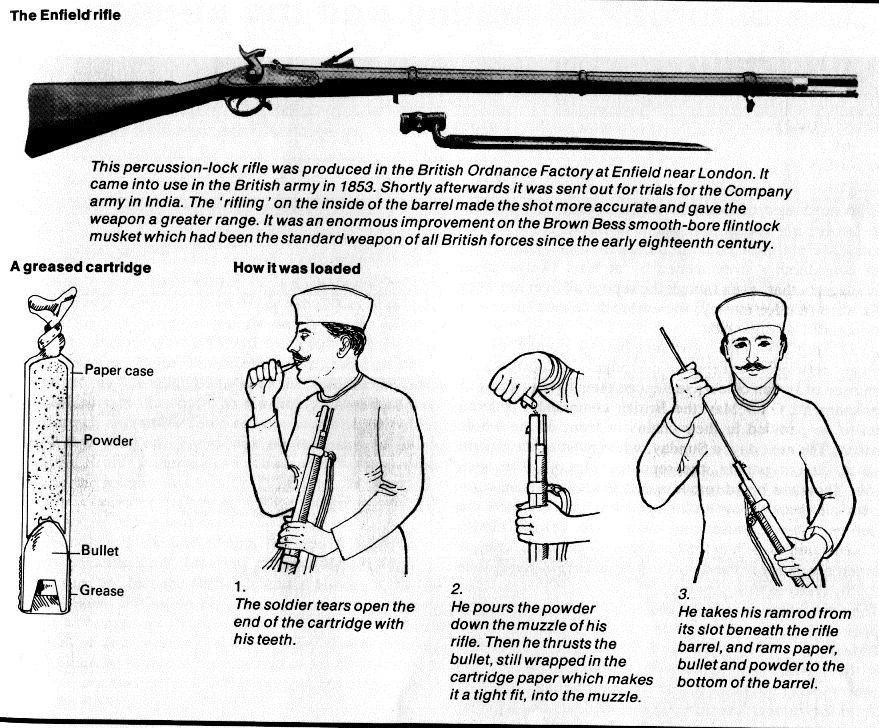 The Enfield rifle
This percussion-lock rifle was produced in the British Ordnance Factory at Enfield near London. It
came into use in the British army in 1853. Shortly afterwards it was sent out for trials for the Company
army in India. The 'rifling' on the inside of the barrel made the shot more accurate and gave the
weapon a greater range. It was an enormous improvement on the Brown Bess smooth-bore flintlock
musket which had been the standard weapon of all British forces since the early eighteenth century.
A greased cartridge
Paper case
Powder
Bullet
Grease
How it was loaded
1.
The soldier tears open the
end of the cartridge with
his teeth.
2.
He pours the powder
down the muzzle of his
rifle. Then he thrusts the
bullet, still wrapped in the
cartridge paper which makes
it a tight fit, into the muzzle.
3.
He takes his ramrod from
its slot beneath the rifle
barrel, and rams paper,
bullet and powder to the
bottom of the barrel.